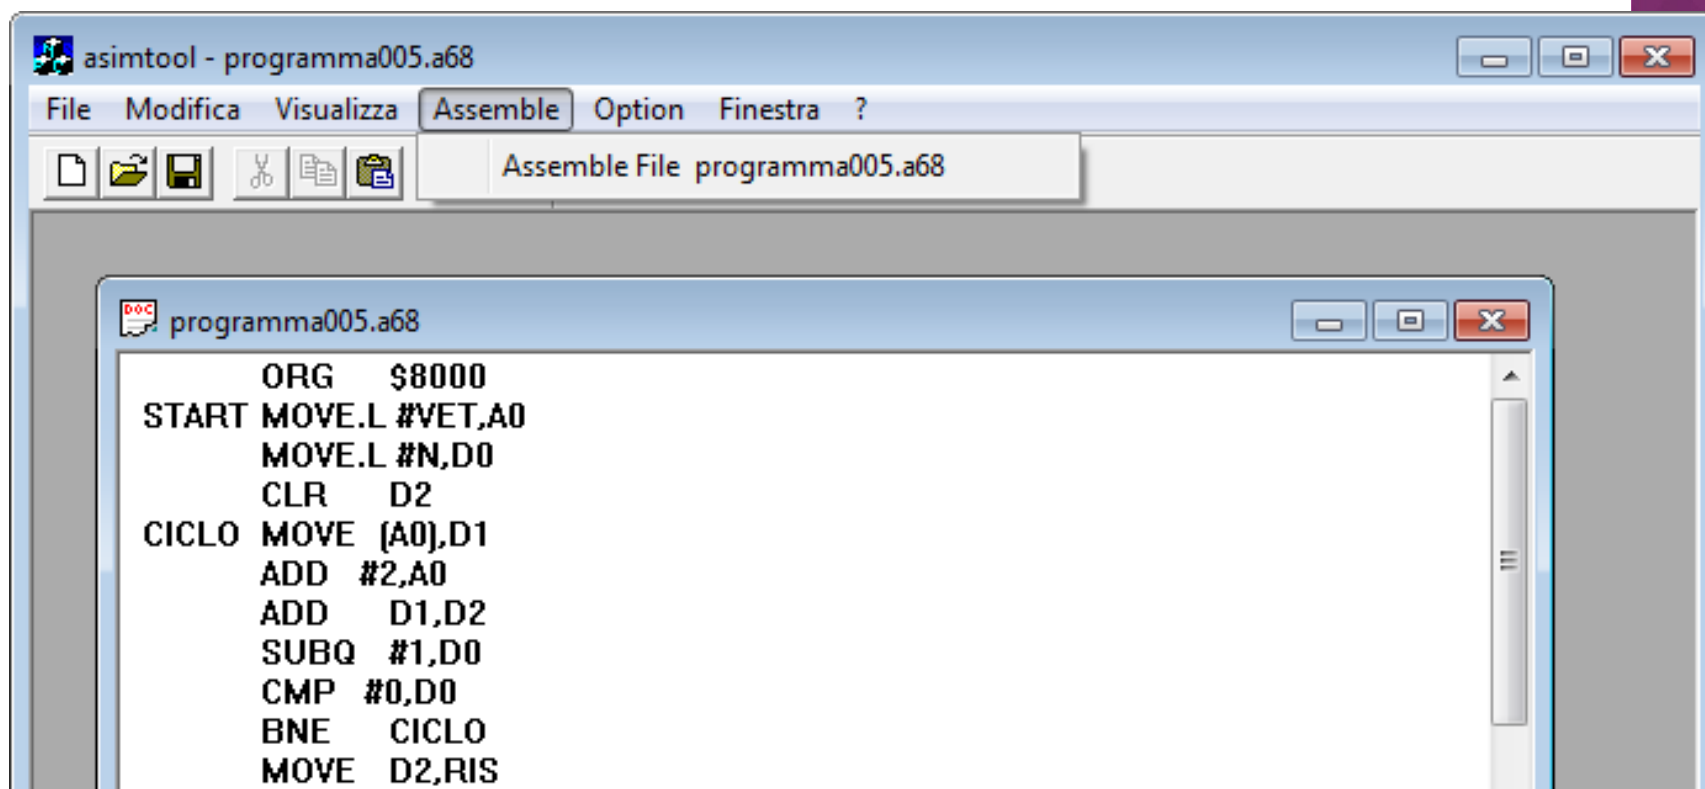 asimtool - programma005.a68
File Modifica Visualizza Assemble Option Finestra ?
Assemble File programma005.a68
DOC
programma005.a68
ORG $8000
START MOVE.L #VET,A0
MOVE.L #N,D0
CLR D2
CICLO MOVE (A0),D1
ADD #2,A0
ADD D1,D2
SUBQ #1,D0
CMP #0,D0
BNE CICLO
MOVE D2,RIS